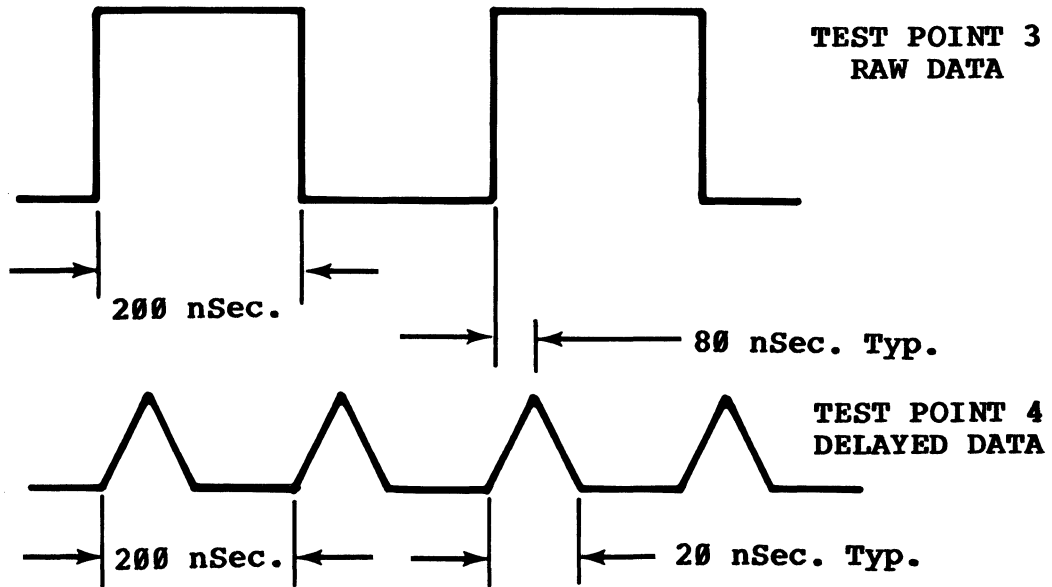 TEST POINT 3
RAW DATA
200 nSec.
80 nSec. Typ.
TEST POINT 4
DELAYED DATA
200 nSec.
20 nSec. Typ.